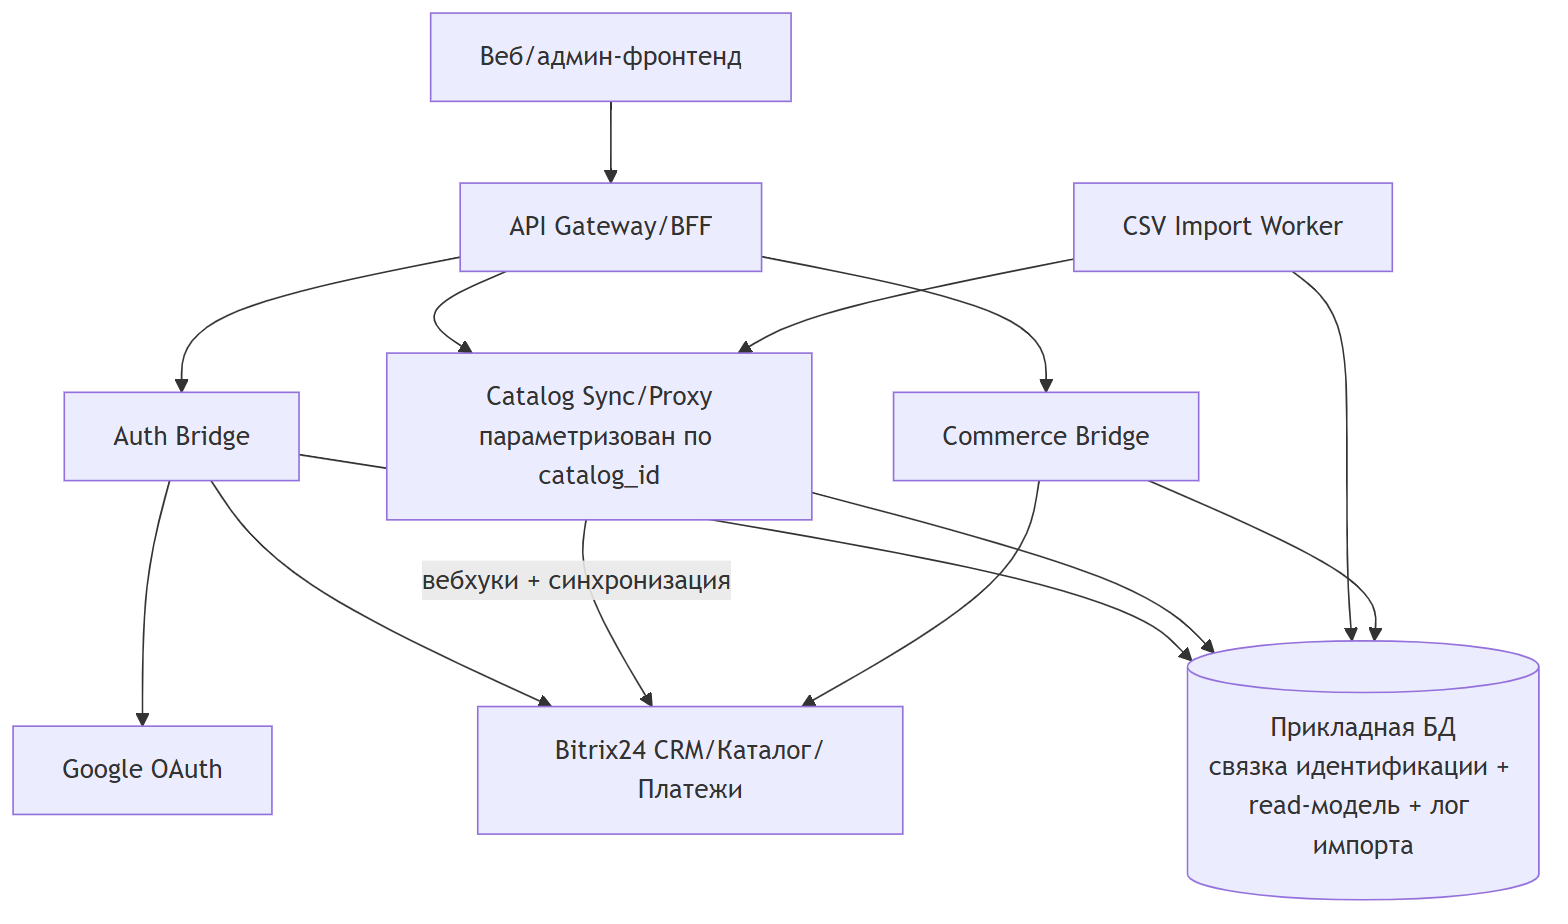 Веб/админ-фронтенд
API Gateway/BFF
CSV Import Worker
Catalog Sync/Proxy
параметризован по
catalog_id
Auth Bridge
Commerce Bridge
вебхуки + синхронизация
Google OAuth
Bitrix24 CRM/Каталог/
Платежи
Прикладная БД
связка идентификации +
read-модель + лог
импорта